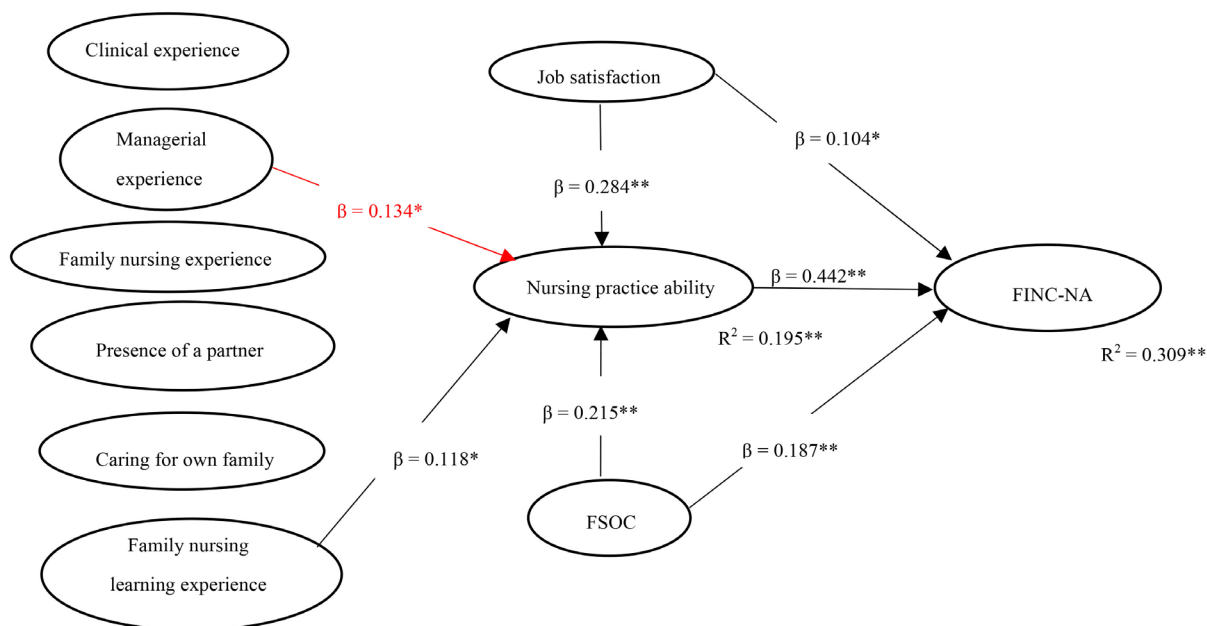 Clinical experience
Managerial
experience
Family nursing experience
Presence of a partner
Caring for own family
Family nursing
learning experience
β = 0.134*
β = 0.118*
Job satisfaction
β = 0.284**
Nursing practice ability
R² = 0.195**
β = 0.215**
FSOC
β = 0.104*
β = 0.442**
β = 0.187**
FINC-NA
R² = 0.309**